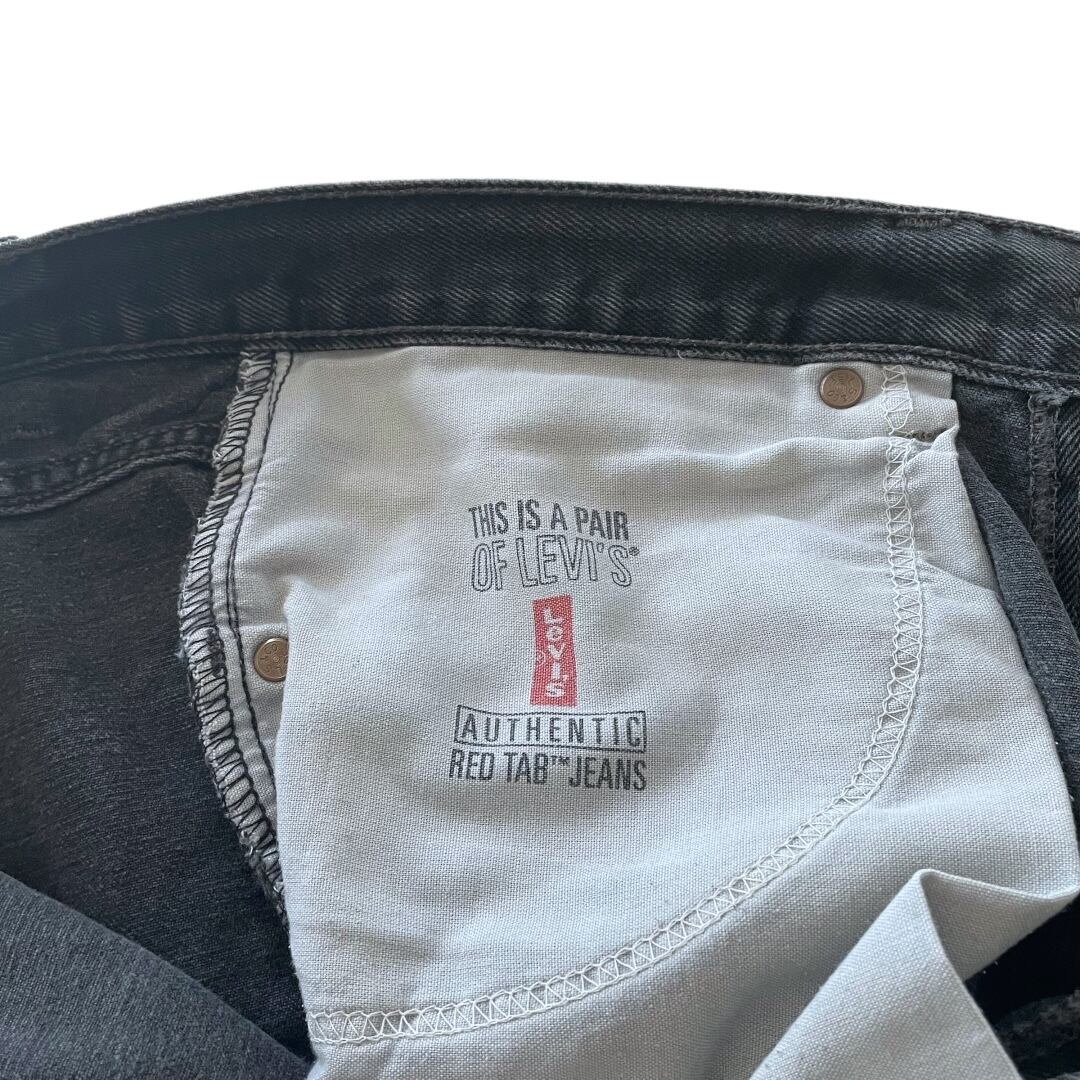 THIS IS A PAIR
OF LEVI'S®
Levi's
AUTHENTIC
RED TAB™ JEANS